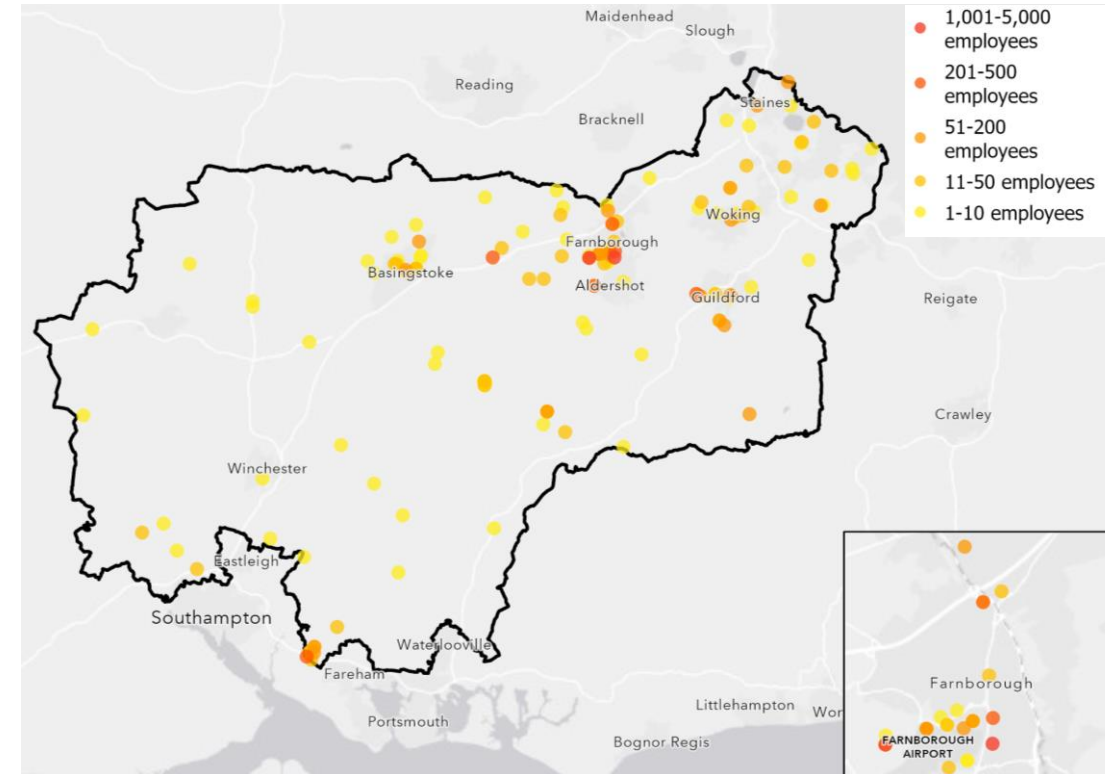 Maidenhead
Slough
Reading
Bracknell
Staines
1,001-5,000
employees
201-500
employees
51-200
employees
11-50 employees
1-10 employees
Woking
Farnborough
Basingstoke
Aldershot
Guildford
Reigate
Crawley
Winchester
Eastleigh
Southampton
Waterlooville
Fareham
Portsmouth
Littlehampton
Wor
Bognor Regis
Farnborough
FARNBOROUGH
AIRPORT